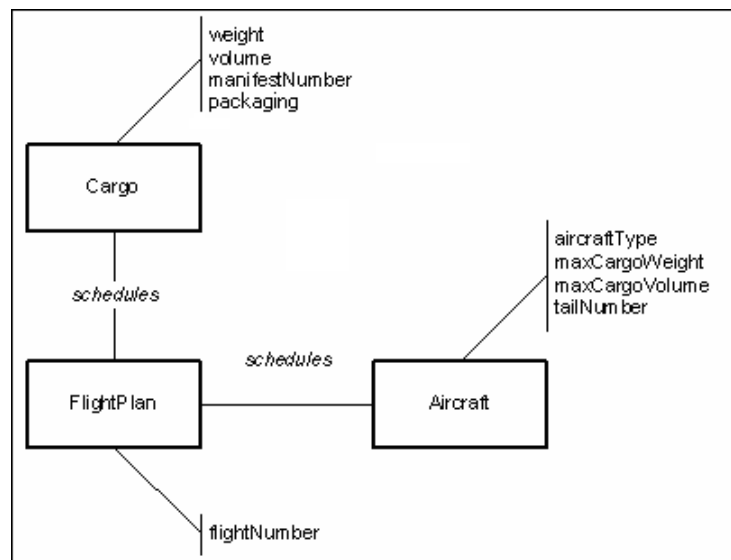 weight
volume
manifestNumber
packaging
Cargo
aircraftType
maxCargoWeight
maxCargoVolume
tailNumber
schedules
schedules
FlightPlan
Aircraft
flightNumber